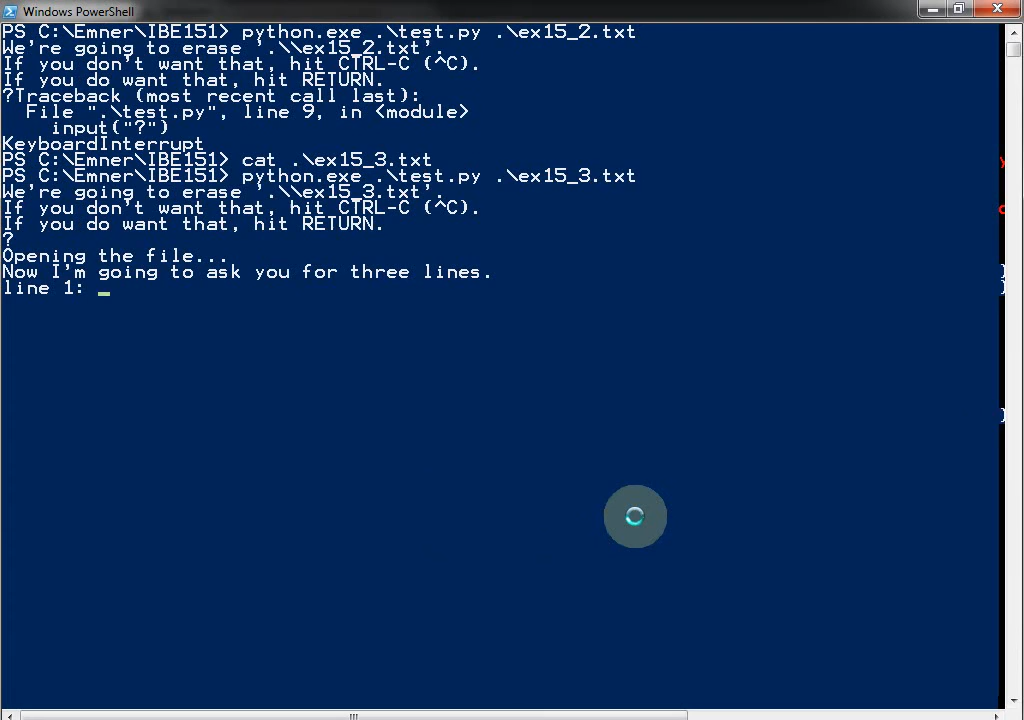 Windows PowerShell
PS C:\Emner\IBE151> python.exe .\test.py .\ex15_2.txt
We're going to erase '.\\ex15_2.txt'.
If you don't want that, hit CTRL-C (^C).
If you do want that, hit RETURN.
?Traceback (most recent call last):
  File ".\test.py", line 9, in <module>
    input("?")
KeyboardInterrupt
PS C:\Emner\IBE151> cat .\ex15_3.txt
PS C:\Emner\IBE151> python.exe .\test.py .\ex15_3.txt
We're going to erase '.\\ex15_3.txt'.
If you don't want that, hit CTRL-C (^C).
If you do want that, hit RETURN.
?
Opening the file...
Now I'm going to ask you for three lines.
line 1: _